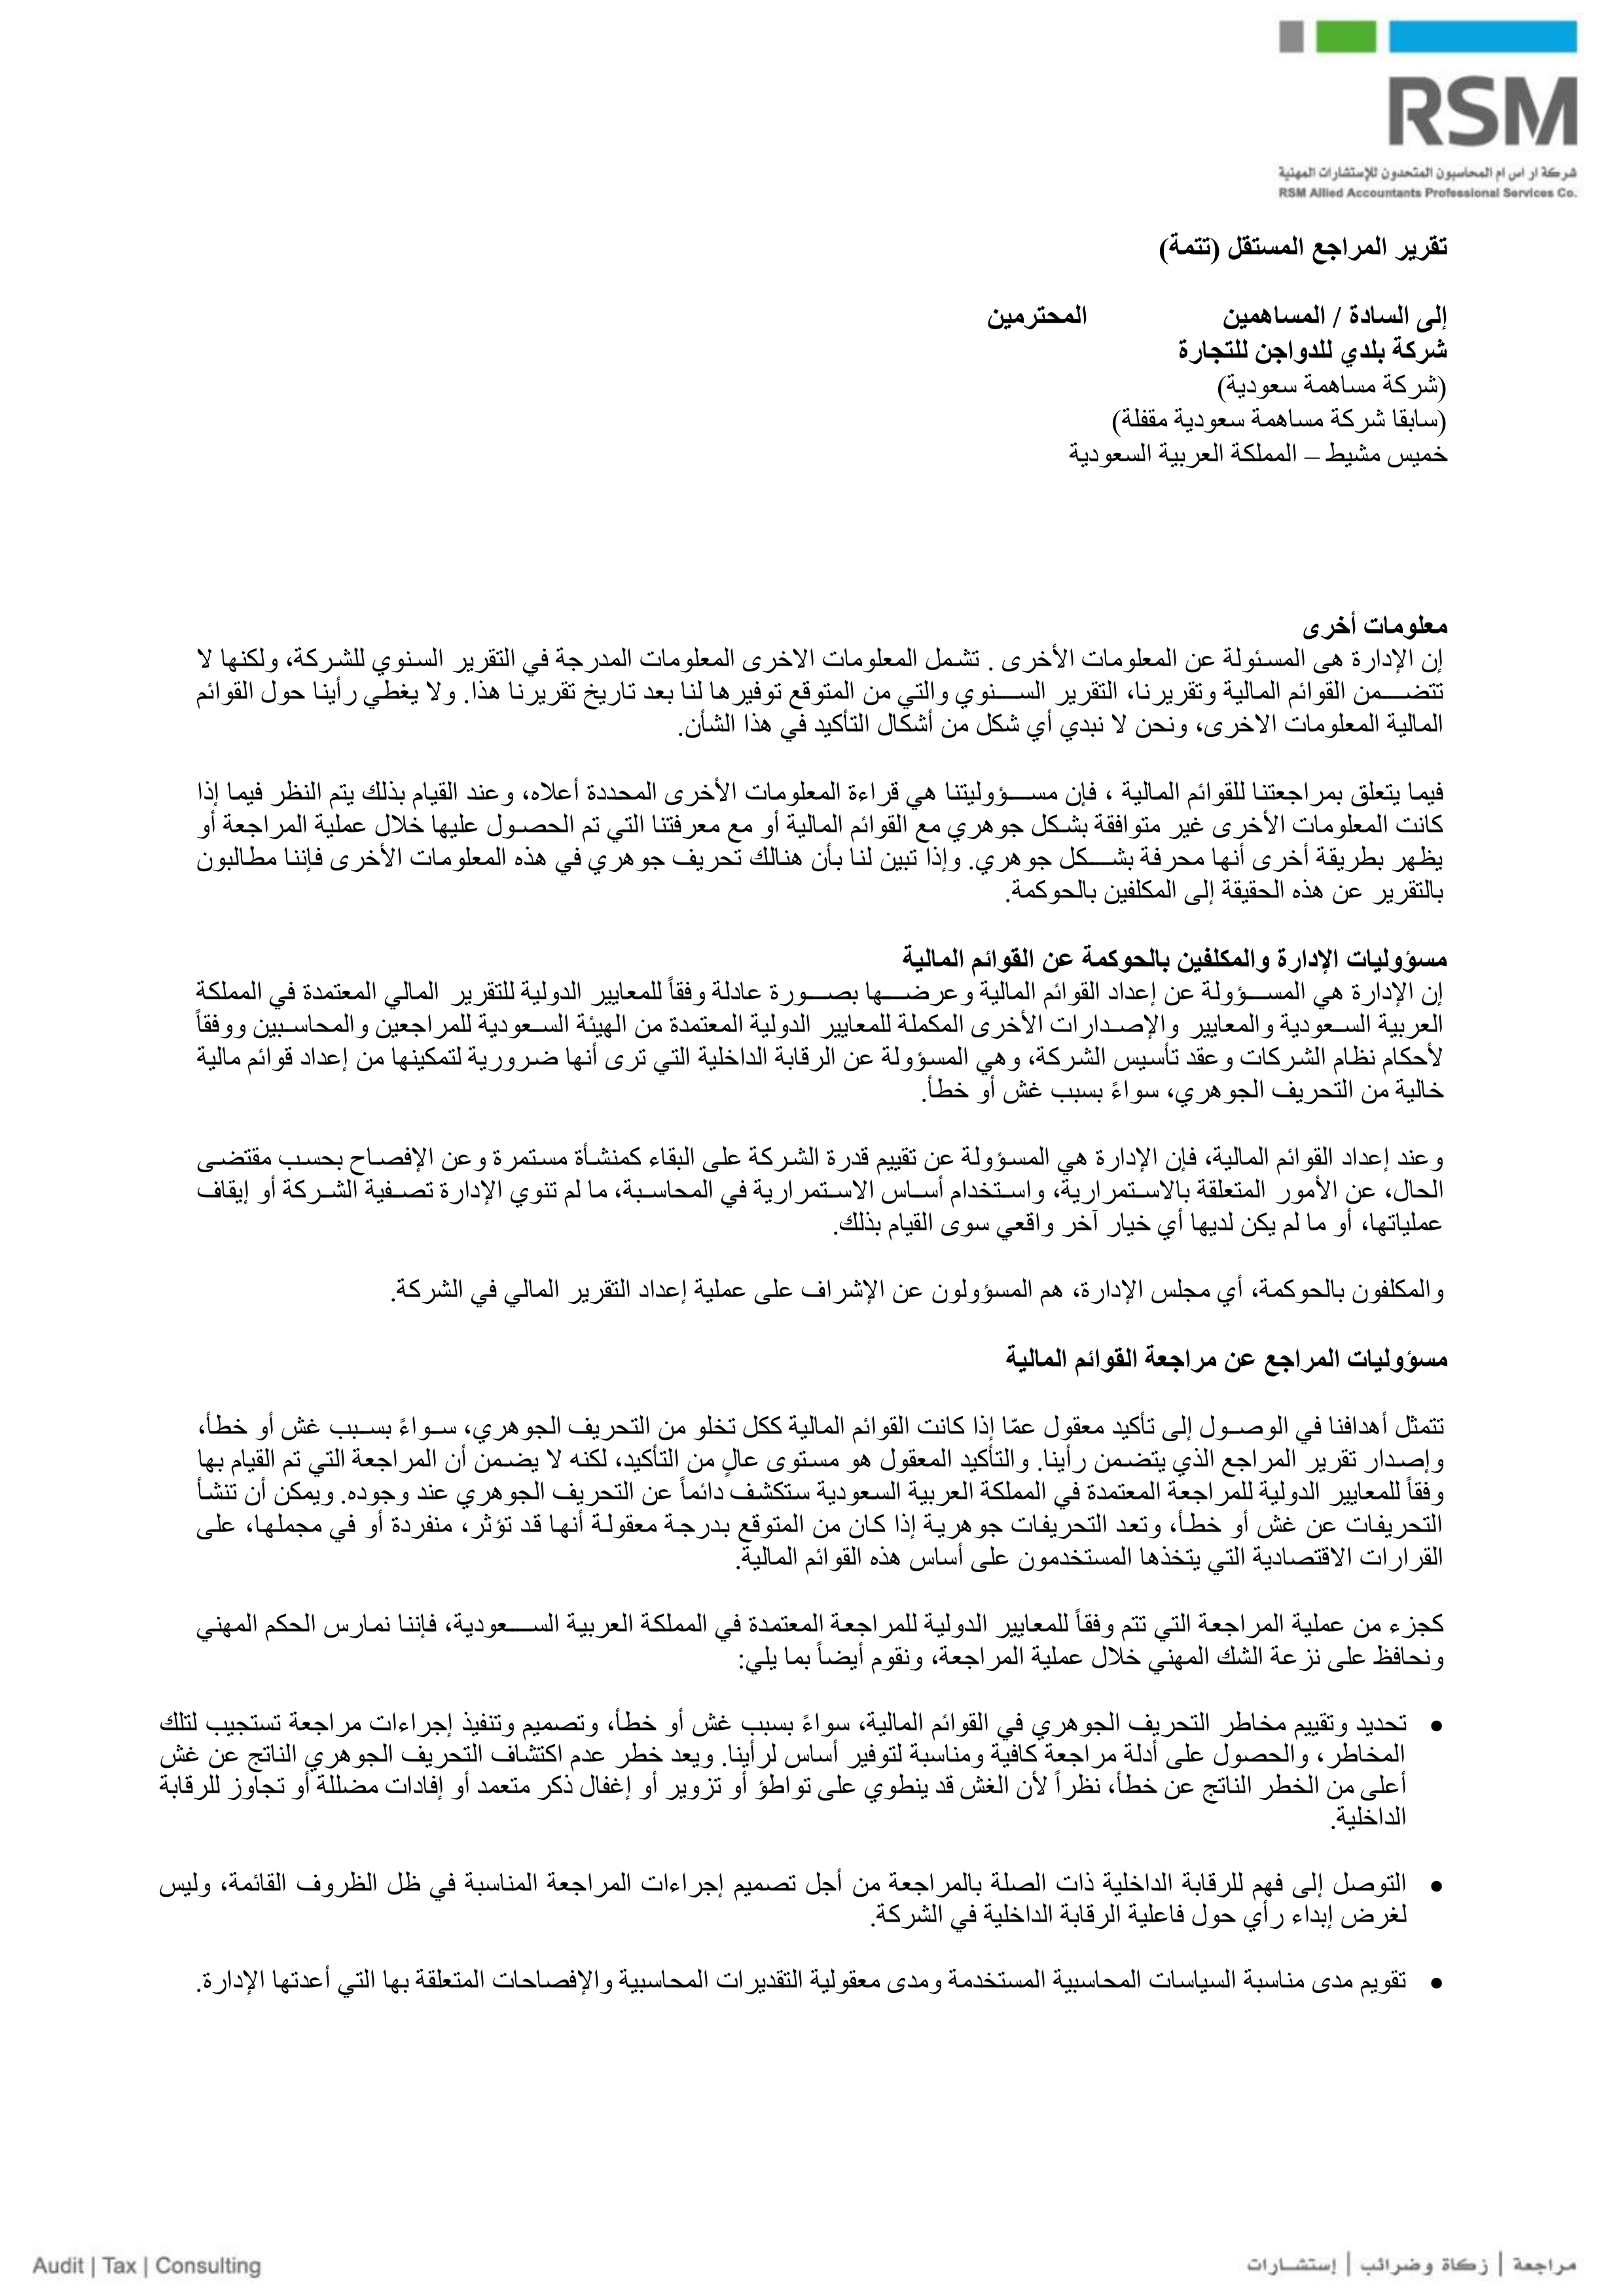 RSM
شركة ار اس ام المحاسبون المتحدون للإستشارات المهنية
RSM Allied Accountants Professional Services Co.
تقرير المراجع المستقل (تتمة)
إلى السادة / المساهمين المحترمين
شركة بلدي للدواجن للتجارة
(شركة مساهمة سعودية)
(سابقا شركة مساهمة سعودية مقفلة)
خميس مشيط – المملكة العربية السعودية
معلومات أخرى
إن الإدارة هى المسئولة عن المعلومات الأخرى . تشمل المعلومات الاخرى المعلومات المدرجة في التقرير السنوي للشركة، ولكنها لا
تتضمن القوائم المالية وتقريرنا، التقرير السنوي والتي من المتوقع توفيرها لنا بعد تاريخ تقريرنا هذا. ولا يغطي رأينا حول القوائم
المالية المعلومات الاخرى، ونحن لا نبدي أي شكل من أشكال التأكيد في هذا الشأن.
فيما يتعلق بمراجعتنا للقوائم المالية ، فإن مسؤوليتنا هي قراءة المعلومات الأخرى المحددة أعلاه، وعند القيام بذلك يتم النظر فيما إذا
كانت المعلومات الأخرى غير متوافقة بشكل جوهري مع القوائم المالية أو مع معرفتنا التي تم الحصول عليها خلال عملية المراجعة أو
يظهر بطريقة أخرى أنها محرفة بشكل جوهري. وإذا تبين لنا بأن هنالك تحريف جوهري في هذه المعلومات الأخرى فإننا مطالبون
بالتقرير عن هذه الحقيقة إلى المكلفين بالحوكمة.
مسؤوليات الإدارة والمكلفين بالحوكمة عن القوائم المالية
إن الإدارة هي المسؤولة عن إعداد القوائم المالية وعرضها بصورة عادلة وفقاً للمعايير الدولية للتقرير المالي المعتمدة في المملكة
العربية السعودية والمعايير والإصدارات الأخرى المكملة للمعايير الدولية المعتمدة من الهيئة السعودية للمراجعين والمحاسبين ووفقاً
لأحكام نظام الشركات وعقد تأسيس الشركة، وهي المسؤولة عن الرقابة الداخلية التي ترى أنها ضرورية لتمكينها من إعداد قوائم مالية
خالية من التحريف الجوهري، سواءً بسبب غش أو خطأ.
وعند إعداد القوائم المالية، فإن الإدارة هي المسؤولة عن تقييم قدرة الشركة على البقاء كمنشأة مستمرة وعن الإفصاح بحسب مقتضى
الحال، عن الأمور المتعلقة بالاستمرارية، واستخدام أساس الاستمرارية في المحاسبة، ما لم تنوي الإدارة تصفية الشركة أو إيقاف
عملياتها، أو ما لم يكن لديها أي خيار آخر واقعي سوى القيام بذلك.
والمكلفون بالحوكمة، أي مجلس الإدارة، هم المسؤولون عن الإشراف على عملية إعداد التقرير المالي في الشركة.
مسؤوليات المراجع عن مراجعة القوائم المالية
تتمثل أهدافنا في الوصول إلى تأكيد معقول عمّا إذا كانت القوائم المالية ككل تخلو من التحريف الجوهري، سواءً بسبب غش أو خطأ،
وإصدار تقرير المراجع الذي يتضمن رأينا. والتأكيد المعقول هو مستوى عالٍ من التأكيد، لكنه لا يضمن أن المراجعة التي تم القيام بها
وفقاً للمعايير الدولية للمراجعة المعتمدة في المملكة العربية السعودية ستكشف دائماً عن التحريف الجوهري عند وجوده. ويمكن أن تنشأ
التحريفات عن غش أو خطأ، وتعد التحريفات جوهرية إذا كان من المتوقع بدرجة معقولة أنها قد تؤثر، منفردة أو في مجملها، على
القرارات الاقتصادية التي يتخذها المستخدمون على أساس هذه القوائم المالية.
كجزء من عملية المراجعة التي تتم وفقاً للمعايير الدولية للمراجعة المعتمدة في المملكة العربية السعودية، فإننا نمارس الحكم المهني
ونحافظ على نزعة الشك المهني خلال عملية المراجعة، ونقوم أيضاً بما يلي:
● تحديد وتقييم مخاطر التحريف الجوهري في القوائم المالية، سواءً بسبب غش أو خطأ، وتصميم وتنفيذ إجراءات مراجعة تستجيب لتلك
المخاطر، والحصول على أدلة مراجعة كافية ومناسبة لتوفير أساس لرأينا. ويعد خطر عدم اكتشاف التحريف الجوهري الناتج عن غش
أعلى من الخطر الناتج عن خطأ، نظراً لأن الغش قد ينطوي على تواطؤ أو تزوير أو إغفال ذكر متعمد أو إفادات مضللة أو تجاوز للرقابة
الداخلية.
● التوصل إلى فهم للرقابة الداخلية ذات الصلة بالمراجعة من أجل تصميم إجراءات المراجعة المناسبة في ظل الظروف القائمة، وليس
لغرض إبداء رأي حول فاعلية الرقابة الداخلية في الشركة.
● تقويم مدى مناسبة السياسات المحاسبية المستخدمة ومدى معقولية التقديرات المحاسبية والإفصاحات المتعلقة بها التي أعدتها الإدارة.
مراجعة | زكاة وضرائب | إستشارات
Audit | Tax | Consulting